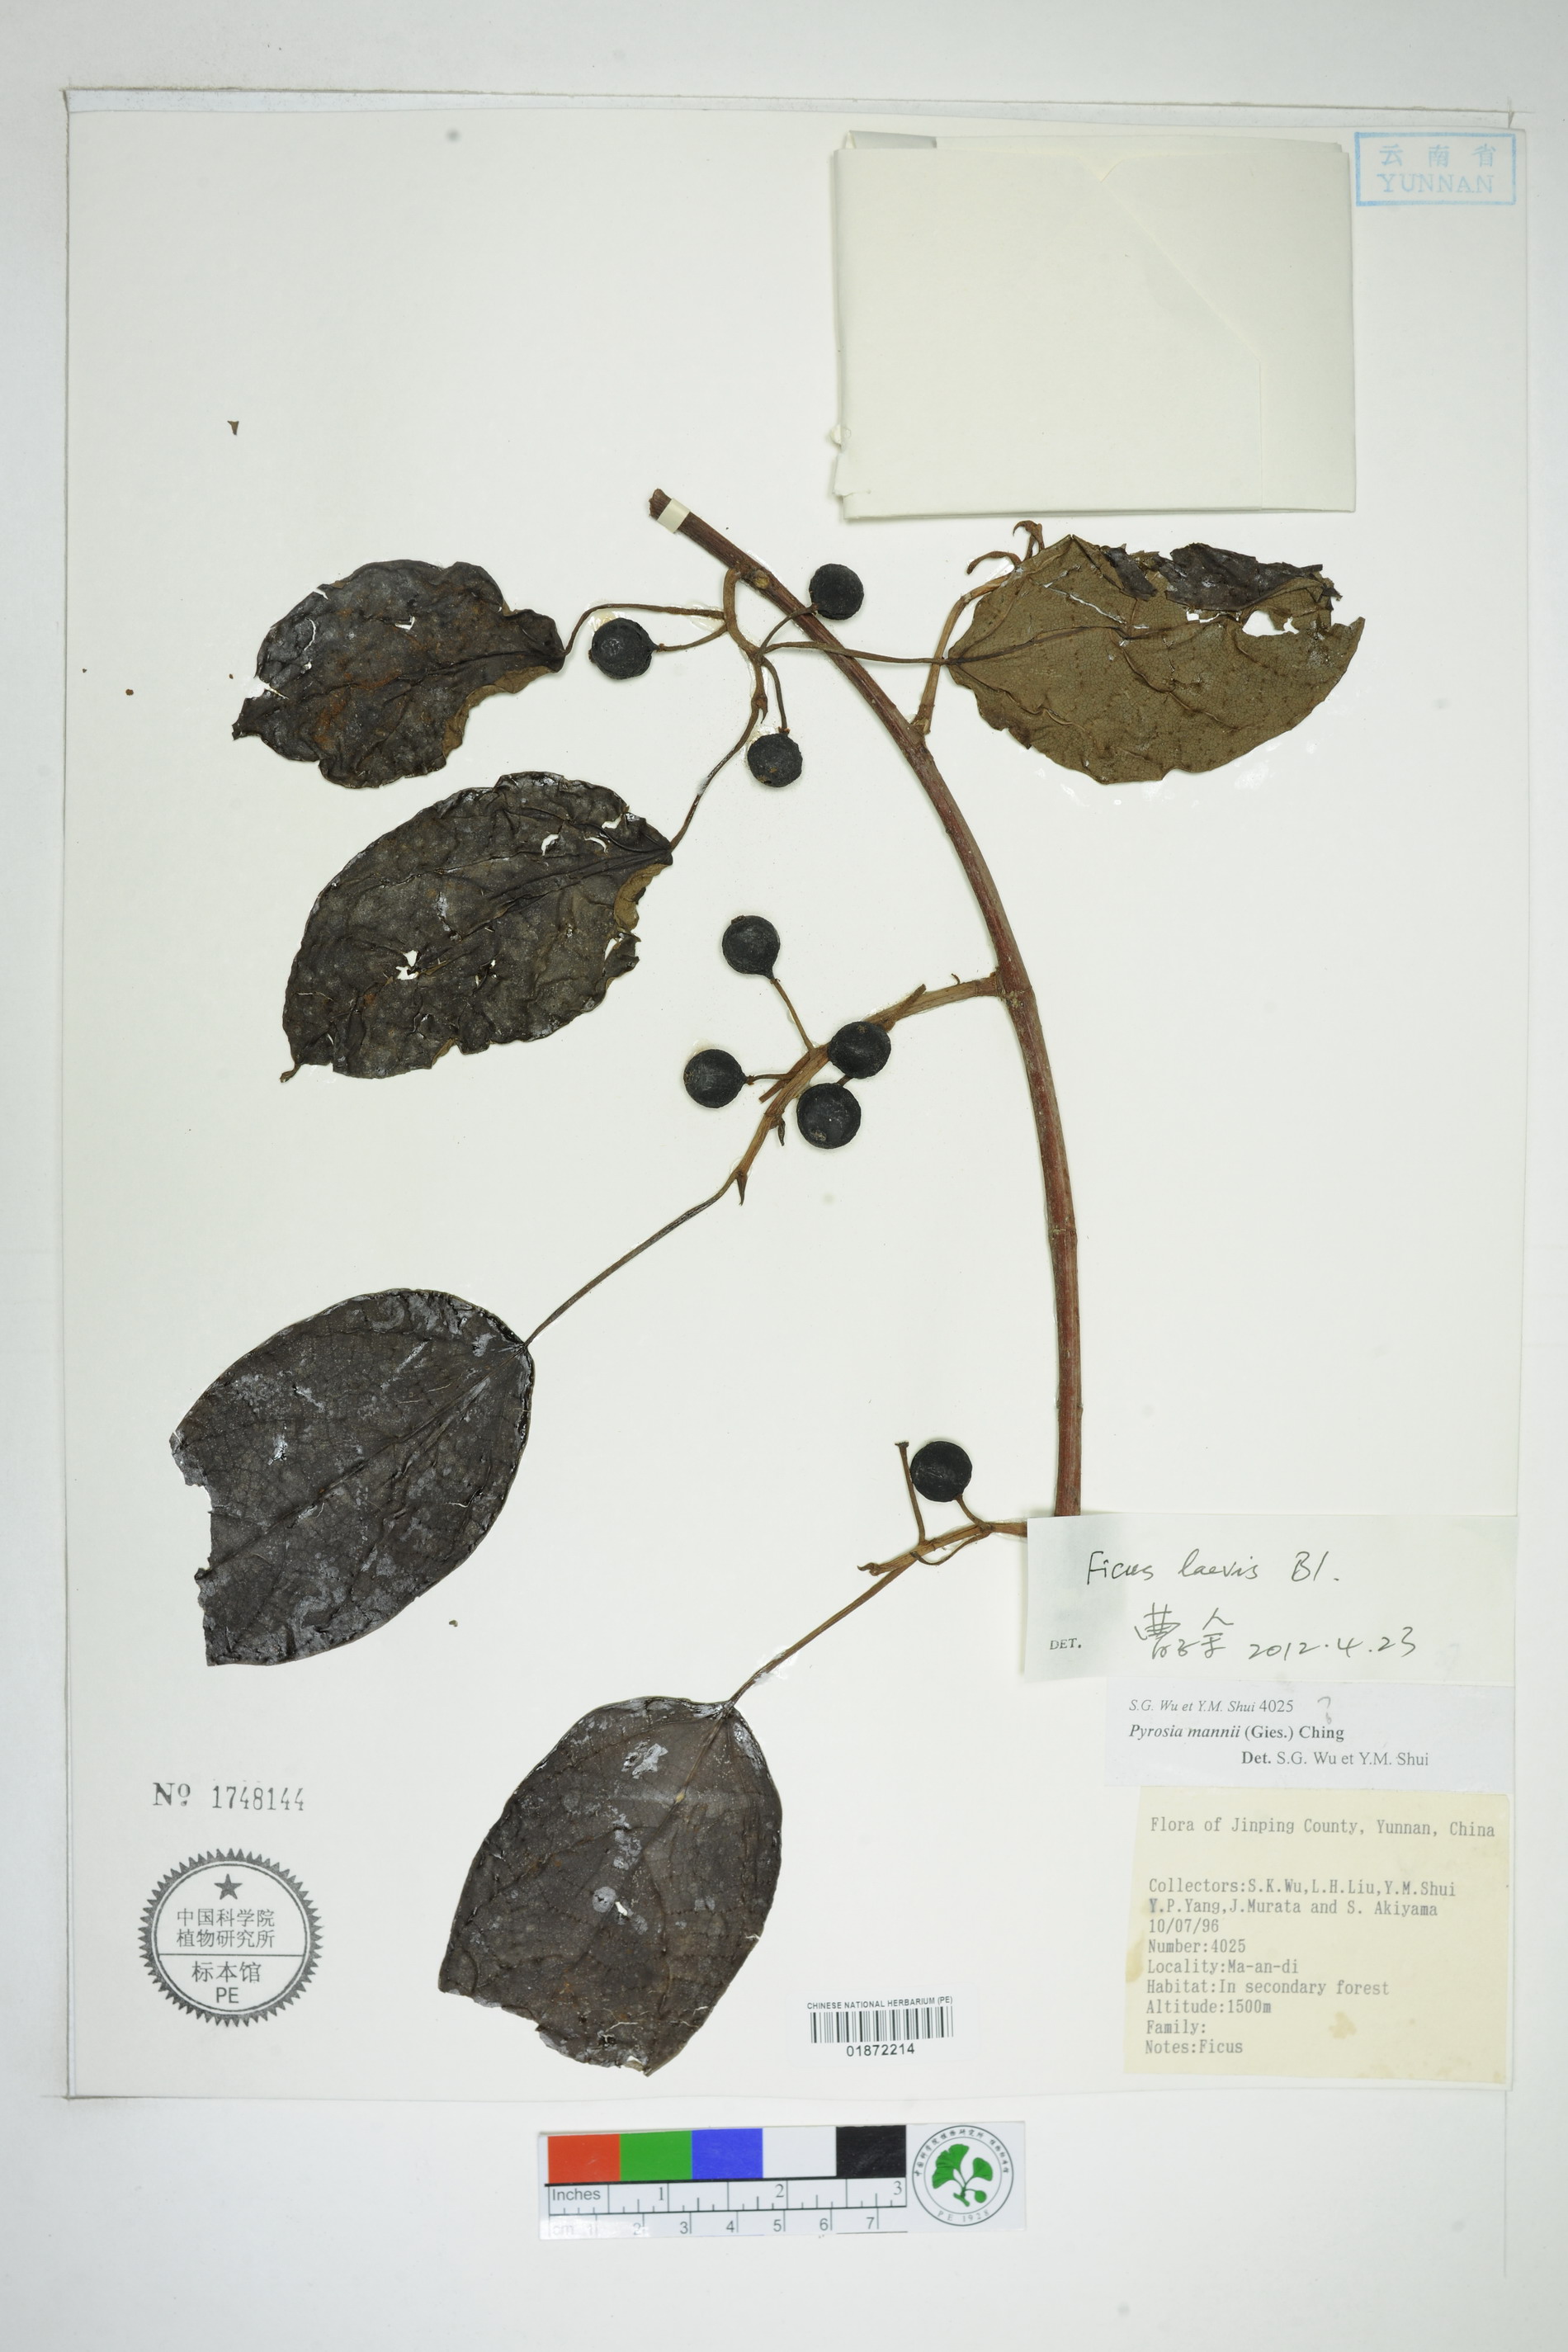 云南省
YUNNAN
Ficus laevis Bl.
DET. 2012.4.23
S.G. Wu et Y.M. Shui 4025 ?
Pyrosia mannii (Gies.) Ching
Det. S.G. Wu et Y.M. Shui
Flora of Jinping County, Yunnan, China
Collectors:S.K.Wu,L.H.Liu,Y.M.Shui
Y.P.Yang,J.Murata and S. Akiyama
10/07/96
Number:4025
Locality:Ma-an-di
Habitat:In secondary forest
Altitude:1500m
Family:
Notes:Ficus
No 1748144
中国科学院
植物研究所
标本馆
PE
CHINESE NATIONAL HERBARIUM (PE)
01872214
Inches 1 2 3
cm 1 2 3 4 5 6 7
PE 1928